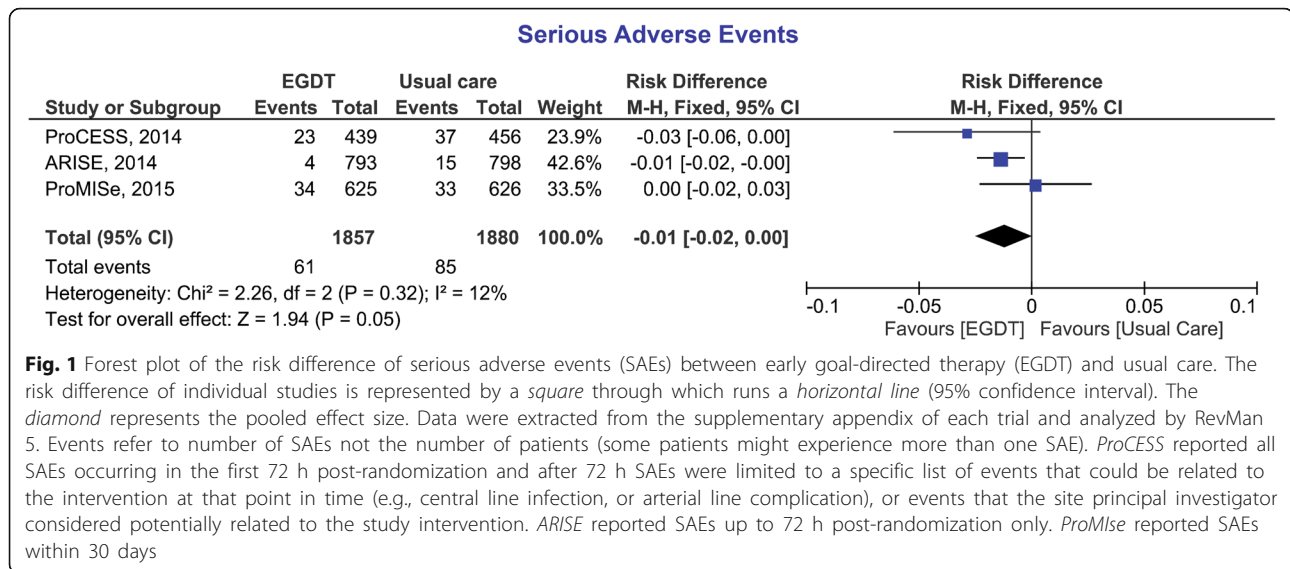 Serious Adverse Events
EGDT Usual care Risk Difference Risk Difference
Study or Subgroup Events Total Events Total Weight M-H, Fixed, 95% CI M-H, Fixed, 95% CI
ProCESS, 2014 23 439 37 456 23.9% -0.03 [-0.06, 0.00]
ARISE, 2014 4 793 15 798 42.6% -0.01 [-0.02, -0.00]
ProMISe, 2015 34 625 33 626 33.5% 0.00 [-0.02, 0.03]
Total (95% CI) 1857 1880 100.0% -0.01 [-0.02, 0.00]
Total events 61 85
Heterogeneity: Chi² = 2.26, df = 2 (P = 0.32); I² = 12%
Test for overall effect: Z = 1.94 (P = 0.05)
-0.1 -0.05 0 0.05 0.1
Favours [EGDT] Favours [Usual Care]
Fig. 1 Forest plot of the risk difference of serious adverse events (SAEs) between early goal-directed therapy (EGDT) and usual care. The
risk difference of individual studies is represented by a square through which runs a horizontal line (95% confidence interval). The
diamond represents the pooled effect size. Data were extracted from the supplementary appendix of each trial and analyzed by RevMan
5. Events refer to number of SAEs not the number of patients (some patients might experience more than one SAE). ProCESS reported all
SAEs occurring in the first 72 h post-randomization and after 72 h SAEs were limited to a specific list of events that could be related to
the intervention at that point in time (e.g., central line infection, or arterial line complication), or events that the site principal investigator
considered potentially related to the study intervention. ARISE reported SAEs up to 72 h post-randomization only. ProMIse reported SAEs
within 30 days